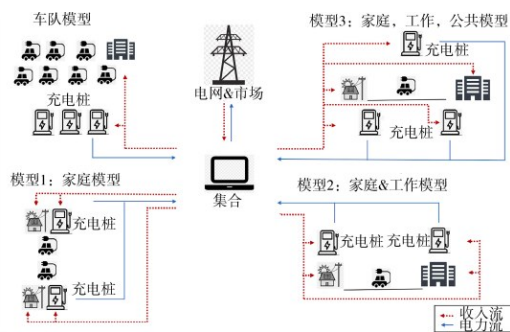 车队模型
充电桩
电网&市场
集合
模型3：家庭，工作，公共模型
充电桩
充电桩
模型1：家庭模型
充电桩
充电桩
模型2：家庭&工作模型
充电桩
充电桩
收入流
电力流